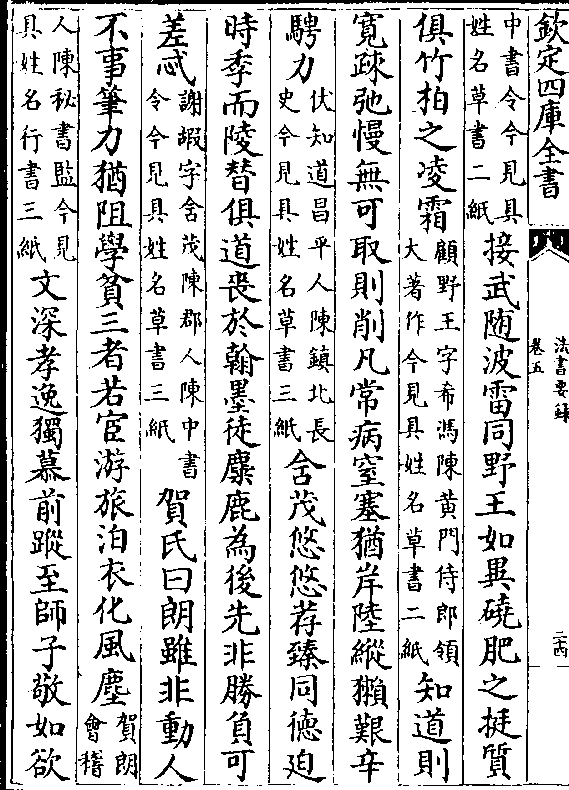 欽定四庫全書
法書要録
卷五
二十四
中書令今見具
姓名草書二紙
接武随波雷同野王如異磽肥之挺質
俱竹柏之凌霜
顧野王字希馮陳黄門侍郎領
大著作今見具姓名草書二紙
知道則
寛疎弛慢無可取則削凡常病窒塞猶岸陸縱獺艱辛
騁力
伏知道昌平人陳鎮北長
史今見具姓名草書三紙
舍茂悠悠荐臻同徳廹
時季而陵替俱道喪於翰墨徒麋鹿為後先非勝負可
差忒
謝嘏字舍茂陳郡人陳中書
令今見具姓名草書三紙
賀氏曰朗雖非動人
不事筆力猶阻學貧三者若宦游旅泊衣化風塵
賀朗
會稽
人陳秘書監今見
具姓名行書三紙
文深孝逸獨慕前蹤至師子敬如欲